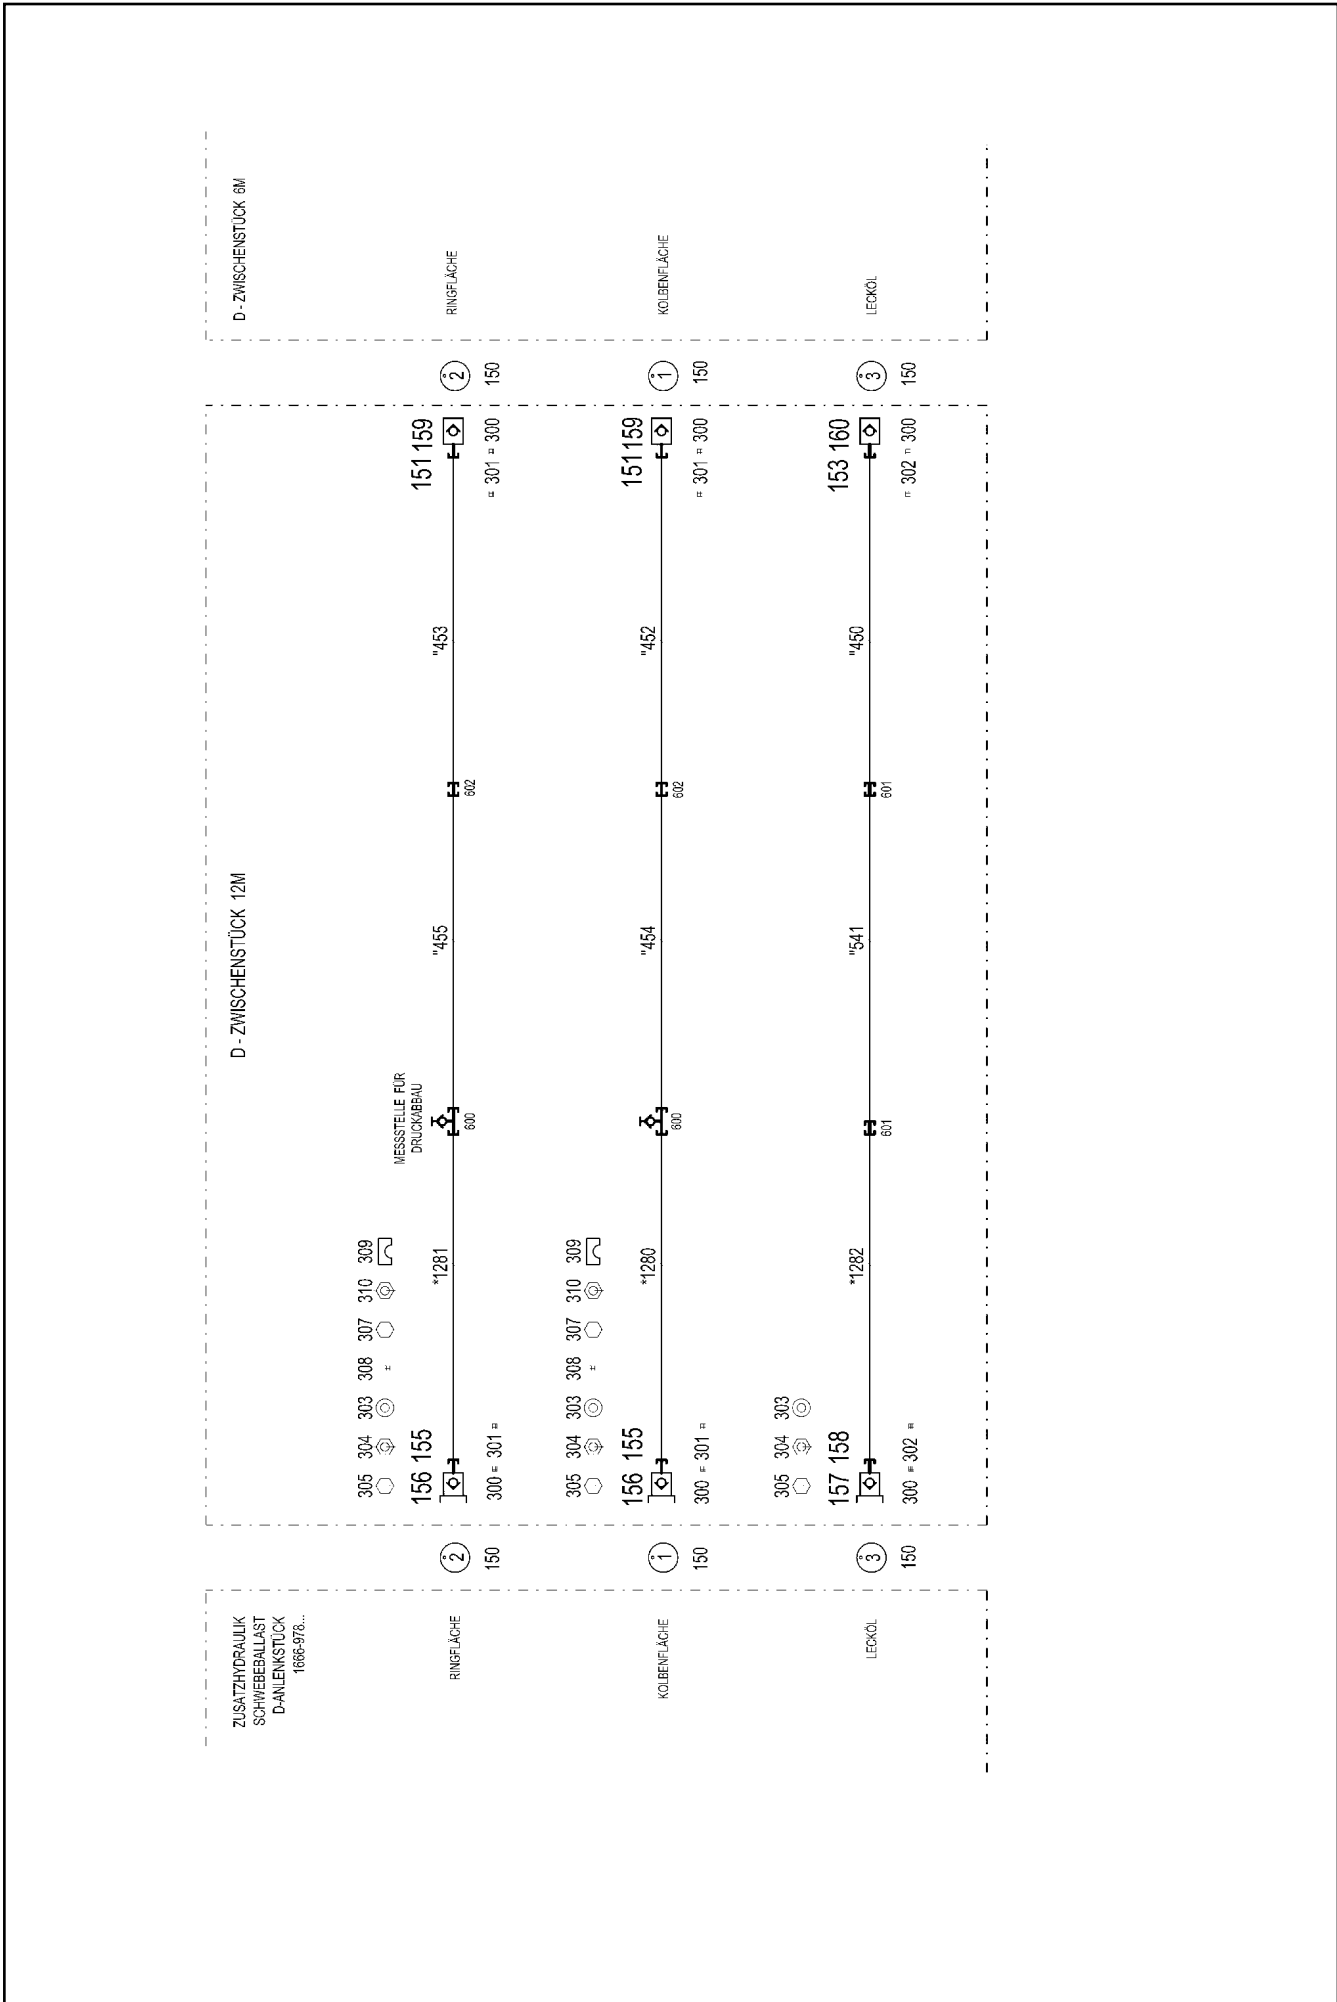 ZUSATZHYDRAULIK
SCHWEBEBALLAST
D-ANLENKSTÜCK
1666-978...
D - ZWISCHENSTÜCK 12M
D - ZWISCHENSTÜCK 6M
305 304 303 308 307 310 309
MESSSTELLE FÜR
DRUCKABBAU
156 155
151 159
RINGFLÄCHE
2
*1281
"455
"453
2
RINGFLÄCHE
600
602
150
300 301
301 300
150
305 304 303 308 307 310 309
156 155
151 159
KOLBENFLÄCHE
1
*1280
"454
"452
1
KOLBENFLÄCHE
600
602
150
300 301
301 300
150
305 304 303
157 158
153 160
LECKÖL
3
*1282
"541
"450
3
LECKÖL
601
601
150
300 302
302 300
150